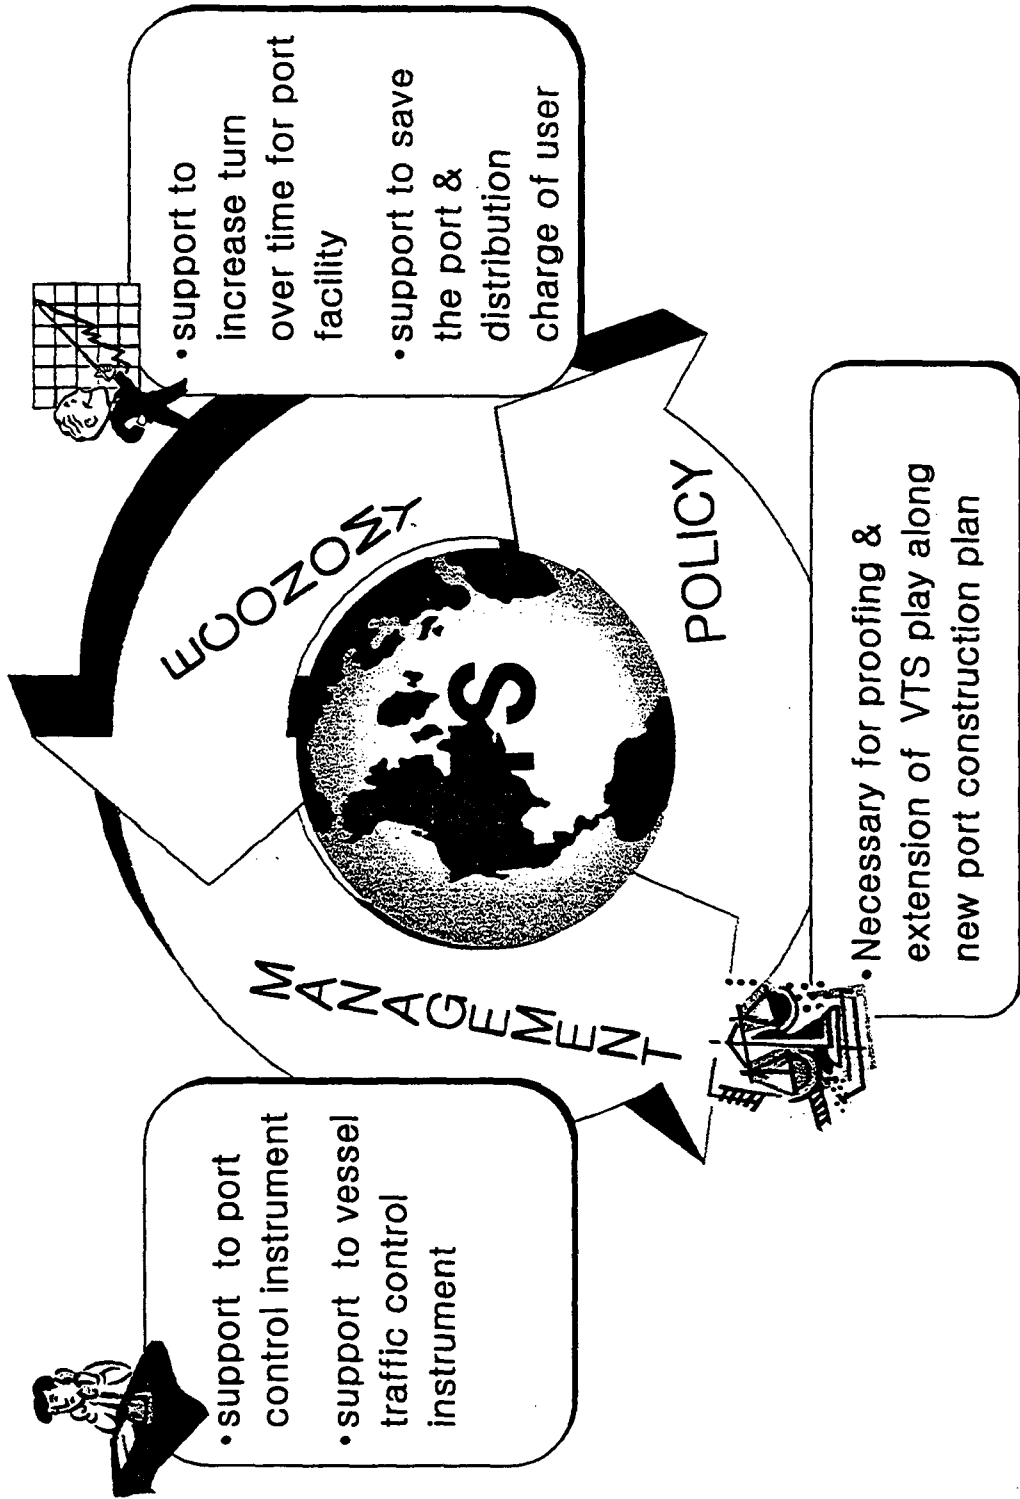 •support to port
control instrument
•support to vessel
traffic control
instrument
MANAGEMENT
ECONOMY
•support to
increase turn
over time for port
facility
•support to save
the port &
distribution
charge of user
POLICY
•Necessary for proofing &
extension of VTS play along
new port construction plan